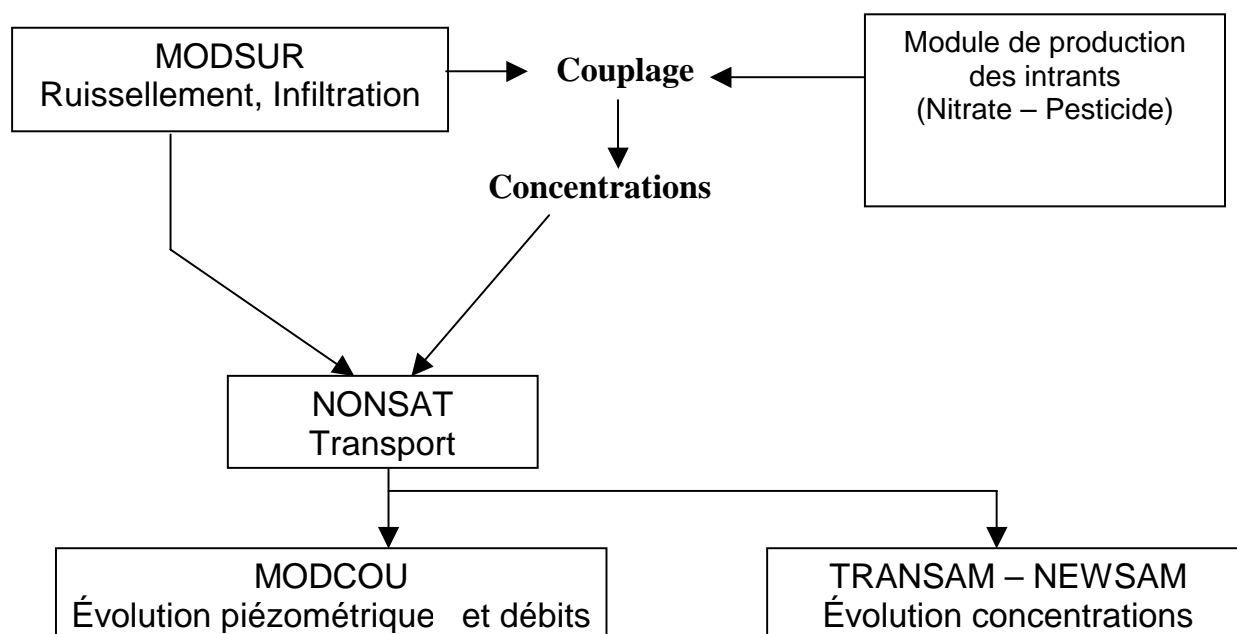 MODSUR
Ruissellement, Infiltration
Couplage
Module de production
des intrants
(Nitrate – Pesticide)
Concentrations
NONSAT
Transport
MODCOU
Évolution piézométrique et débits
TRANSAM – NEWSAM
Évolution concentrations